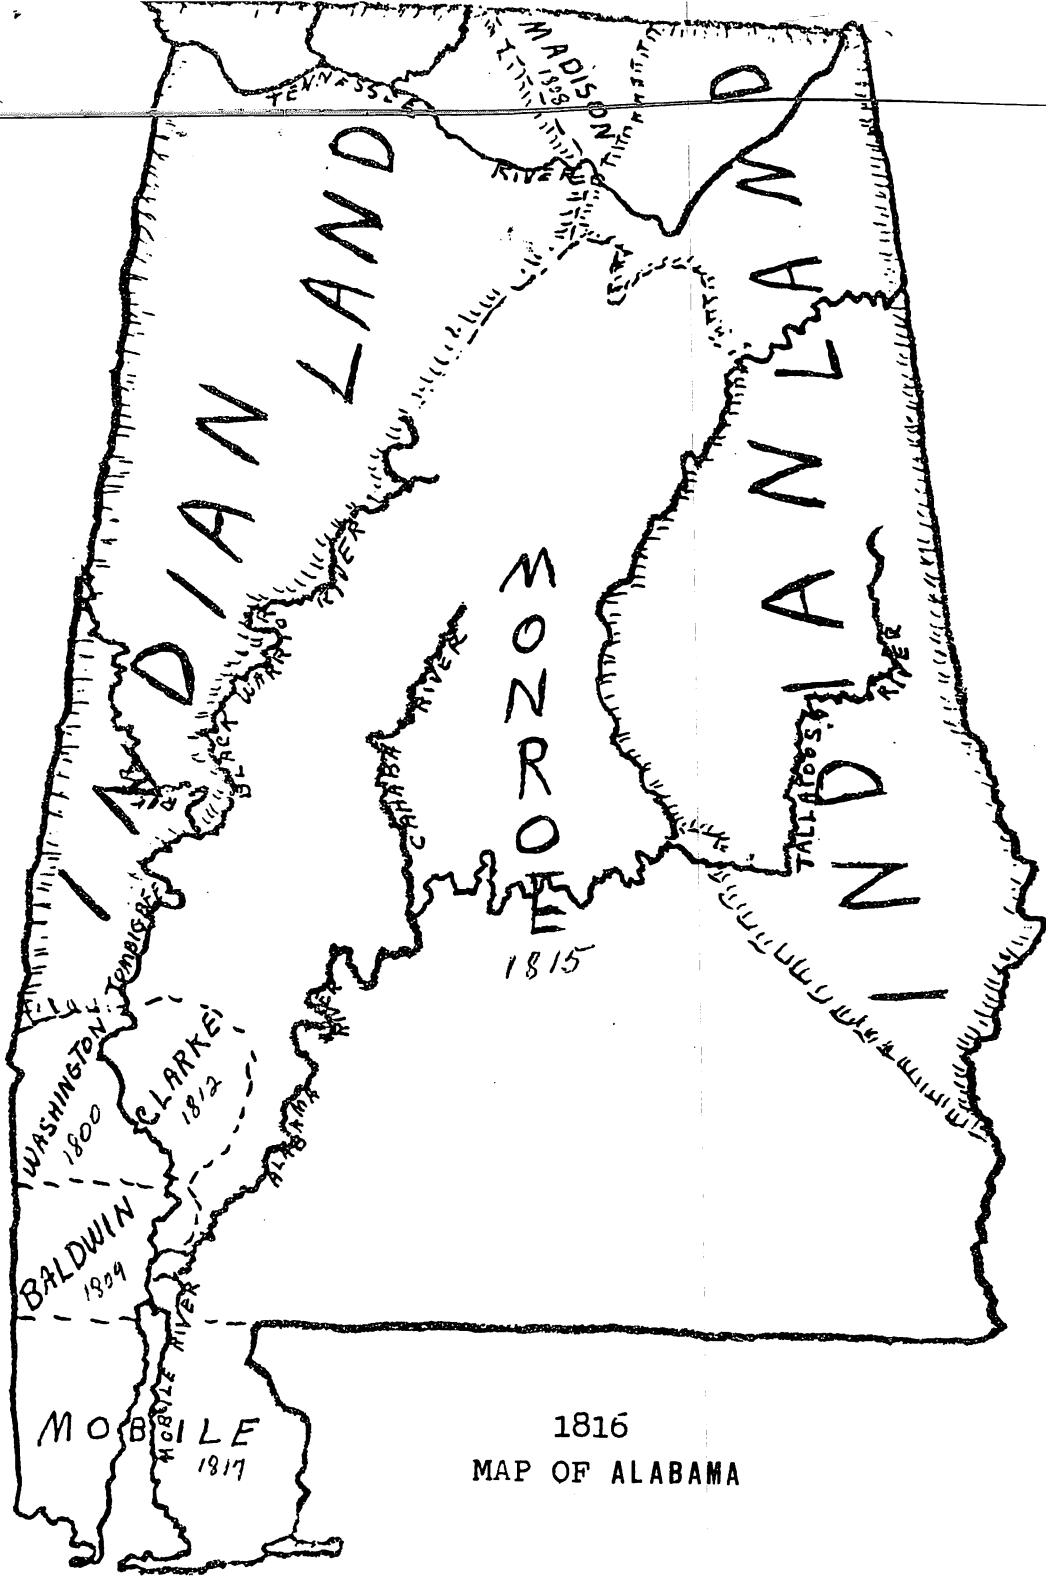 MADISON
1808
TENNESSEE
RIVER
INDIAN LAND
INDIAN LAND
BLACK WARRIOR
RIVER
MONROE
1815
CAHABA
RIVER
TALLAPOOSA
RIVER
TOMBIGBEE
WASHINGTON
1800
CLARKE
1812
ALABAMA
RIVER
BALDWIN
1809
MOBILE RIVER
MOBILE
1817
1816
MAP OF ALABAMA